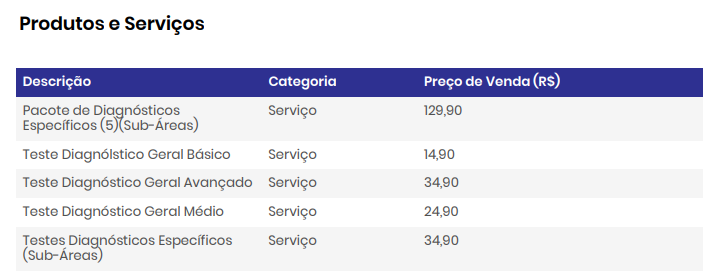 Produtos e Serviços
Descrição Categoria Preço de Venda (R$)
Pacote de Diagnósticos Serviço 129,90
Específicos (5)(Sub-Áreas)
Teste Diagnólstico Geral Básico Serviço 14,90
Teste Diagnóstico Geral Avançado Serviço 34,90
Teste Diagnóstico Geral Médio Serviço 24,90
Testes Diagnósticos Específicos Serviço 34,90
(Sub-Áreas)